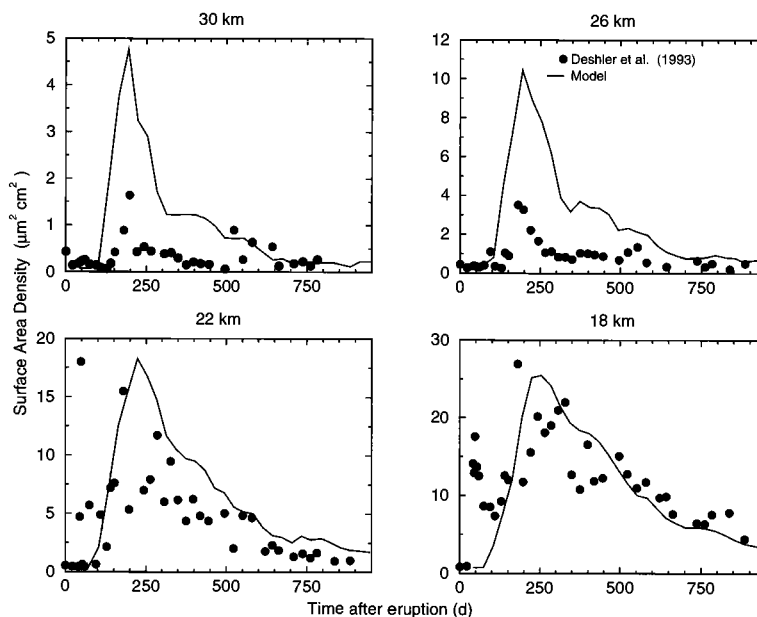 30 km
26 km
5
4
3
2
1
0
0 250 500 750
12
10
8
6
4
2
0
0 250 500 750
Deshler et al. (1993)
Model
Surface Area Density (μm² cm²)
22 km
18 km
20
15
10
5
0
0 250 500 750
30
20
10
0
0 250 500 750
Time after eruption (d)